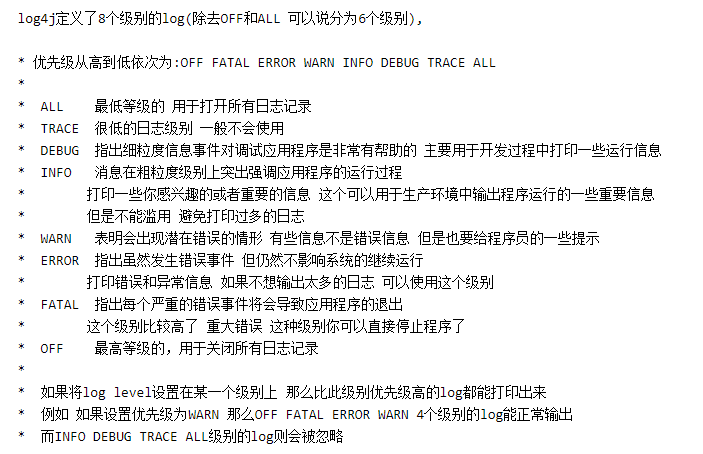 log4j定义了8个级别的log(除去OFF和ALL 可以说分为6个级别),
* 优先级从高到低依次为:OFF FATAL ERROR WARN INFO DEBUG TRACE ALL
*
* ALL 最低等级的 用于打开所有日志记录
* TRACE 很低的日志级别 一般不会使用
* DEBUG 指出细粒度信息事件对调试应用程序是非常有帮助的 主要用于开发过程中打印一些运行信息
* INFO 消息在粗粒度级别上突出强调应用程序的运行过程
* 打印一些你感兴趣的或者重要的信息 这个可以用于生产环境中输出程序运行的一些重要信息
* 但是不能滥用 避免打印过多的日志
* WARN 表明会出现潜在错误的情形 有些信息不是错误信息 但是也要给程序员的一些提示
* ERROR 指出虽然发生错误事件 但仍然不影响系统的继续运行
* 打印错误和异常信息 如果不想输出太多的日志 可以使用这个级别
* FATAL 指出每个严重的错误事件将会导致应用程序的退出
* 这个级别比较高了 重大错误 这种级别你可以直接停止程序了
* OFF 最高等级的，用于关闭所有日志记录
*
* 如果将log level设置在某一个级别上 那么比此级别优先级高的log都能打印出来
* 例如 如果设置优先级为WARN 那么OFF FATAL ERROR WARN 4个级别的log能正常输出
* 而INFO DEBUG TRACE ALL级别的log则会被忽略